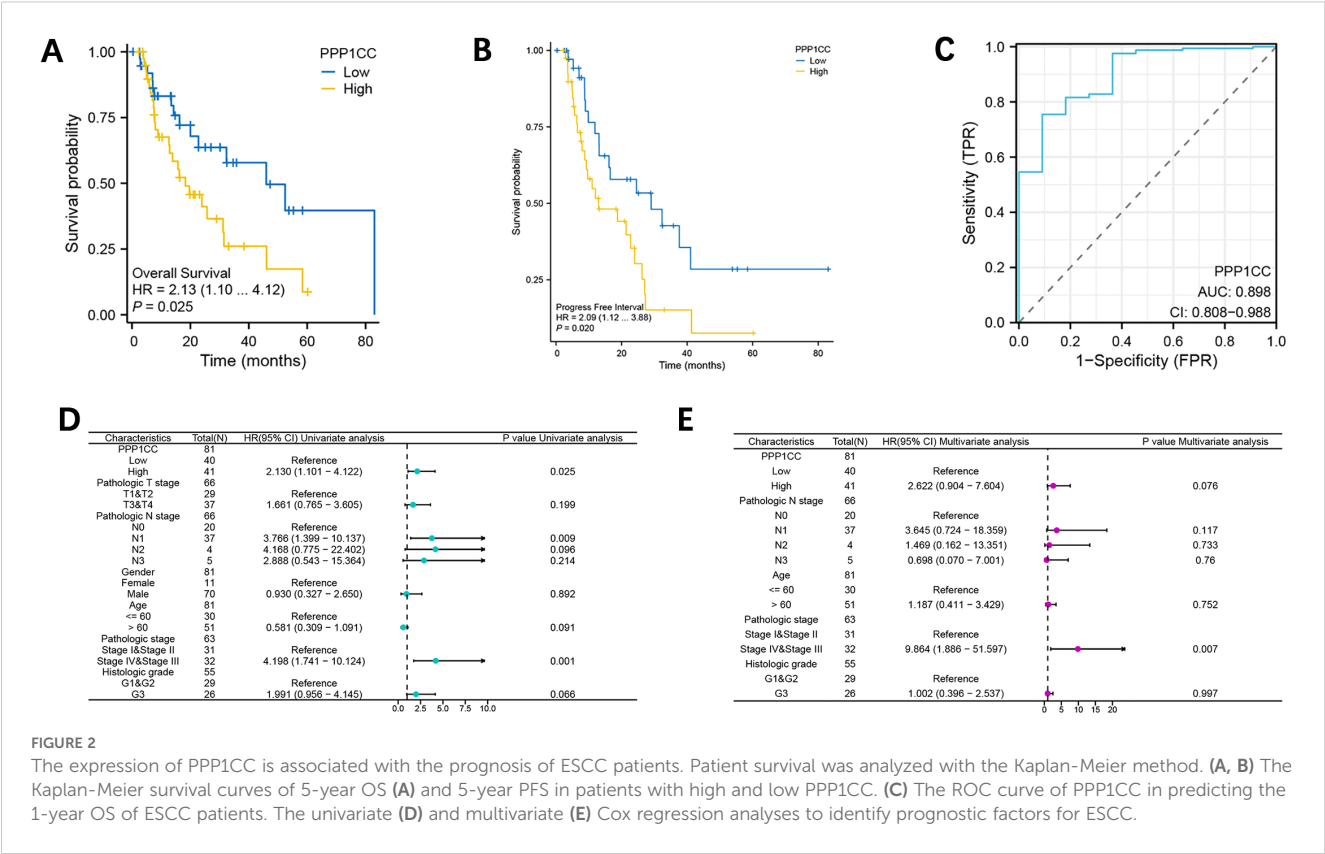 A
PPP1CC
Low
High
1.00
0.75
0.50
0.25
0.00
Survival probability
Overall Survival
HR = 2.13 (1.10 ... 4.12)
P = 0.025
0 20 40 60 80
Time (months)
B
PPP1CC
Low
High
1.00
0.75
0.50
0.25
Survival probability
Progress Free Interval
HR = 2.09 (1.12 ... 3.88)
P = 0.020
0 20 40 60 80
Time (months)
C
1.0
0.8
0.6
0.4
0.2
0.0
Sensitivity (TPR)
PPP1CC
AUC: 0.898
CI: 0.808−0.988
0.0 0.2 0.4 0.6 0.8 1.0
1−Specificity (FPR)
D
Characteristics Total(N) HR(95% CI) Univariate analysis P value Univariate analysis
PPP1CC 81
Low 40 Reference
High 41 2.130 (1.101 − 4.122) 0.025
Pathologic T stage 66
T1&T2 29 Reference
T3&T4 37 1.661 (0.765 − 3.605) 0.199
Pathologic N stage 66
N0 20 Reference
N1 37 3.766 (1.399 − 10.137) 0.009
N2 4 4.168 (0.775 − 22.402) 0.096
N3 5 2.888 (0.543 − 15.364) 0.214
Gender 81
Female 11 Reference
Male 70 0.930 (0.327 − 2.650) 0.892
Age 81
<= 60 30 Reference
> 60 51 0.581 (0.309 − 1.091) 0.091
Pathologic stage 63
Stage I&Stage II 31 Reference
Stage IV&Stage III 32 4.198 (1.741 − 10.124) 0.001
Histologic grade 55
G1&G2 29 Reference
G3 26 1.991 (0.956 − 4.145) 0.066
0.0 2.5 5.0 7.5 10.0
E
Characteristics Total(N) HR(95% CI) Multivariate analysis P value Multivariate analysis
PPP1CC 81
Low 40 Reference
High 41 2.622 (0.904 − 7.604) 0.076
Pathologic N stage 66
N0 20 Reference
N1 37 3.645 (0.724 − 18.359) 0.117
N2 4 1.469 (0.162 − 13.351) 0.733
N3 5 0.698 (0.070 − 7.001) 0.76
Age 81
<= 60 30 Reference
> 60 51 1.187 (0.411 − 3.429) 0.752
Pathologic stage 63
Stage I&Stage II 31 Reference
Stage IV&Stage III 32 9.864 (1.886 − 51.597) 0.007
Histologic grade 55
G1&G2 29 Reference
G3 26 1.002 (0.396 − 2.537) 0.997
0 5 10 15 20
FIGURE 2
The expression of PPP1CC is associated with the prognosis of ESCC patients. Patient survival was analyzed with the Kaplan-Meier method. (A, B) The
Kaplan-Meier survival curves of 5-year OS (A) and 5-year PFS in patients with high and low PPP1CC. (C) The ROC curve of PPP1CC in predicting the
1-year OS of ESCC patients. The univariate (D) and multivariate (E) Cox regression analyses to identify prognostic factors for ESCC.